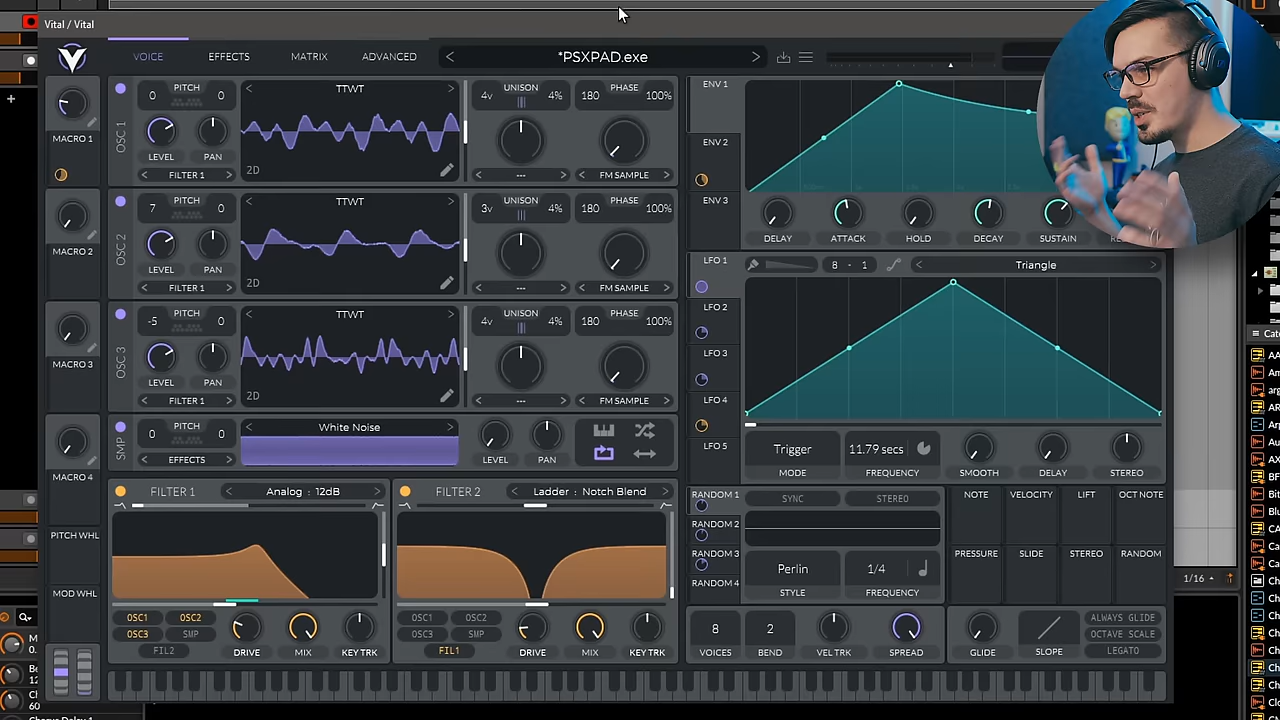 Vital / Vital
VOICE EFFECTS MATRIX ADVANCED < *PSXPAD.exe >
MACRO 1
MACRO 2
MACRO 3
MACRO 4
PITCH WHL
MOD WHL
OSC 1
0 PITCH 0
LEVEL PAN
< FILTER 1 >
< TTWT >
2D
4v UNISON 4%
< --- >
180 PHASE 100%
< FM SAMPLE >
OSC 2
7 PITCH 0
LEVEL PAN
< FILTER 1 >
< TTWT >
2D
3v UNISON 4%
< --- >
180 PHASE 100%
< FM SAMPLE >
OSC 3
-5 PITCH 0
LEVEL PAN
< FILTER 1 >
< TTWT >
2D
4v UNISON 4%
< --- >
180 PHASE 100%
< FM SAMPLE >
SMP
0 PITCH 0
< EFFECTS >
< White Noise >
LEVEL PAN
FILTER 1 < Analog : 12dB >
OSC1 OSC2
OSC3 SMP
FIL2
DRIVE MIX KEY TRK
FILTER 2 < Ladder : Notch Blend >
OSC1 OSC2
OSC3 SMP
FIL1
DRIVE MIX KEY TRK
ENV 1
ENV 2
ENV 3
DELAY ATTACK HOLD DECAY SUSTAIN
LFO 1
LFO 2
LFO 3
LFO 4
LFO 5
8 - 1 < Triangle >
Trigger
MODE
11.79 secs
FREQUENCY
SMOOTH DELAY STEREO
RANDOM 1
RANDOM 2
RANDOM 3
RANDOM 4
SYNC STEREO
Perlin
STYLE
1/4
FREQUENCY
NOTE VELOCITY LIFT OCT NOTE
PRESSURE SLIDE STEREO RANDOM
8
VOICES
2
BEND
VEL TRK SPREAD
GLIDE SLOPE
ALWAYS GLIDE
OCTAVE SCALE
LEGATO
1/16